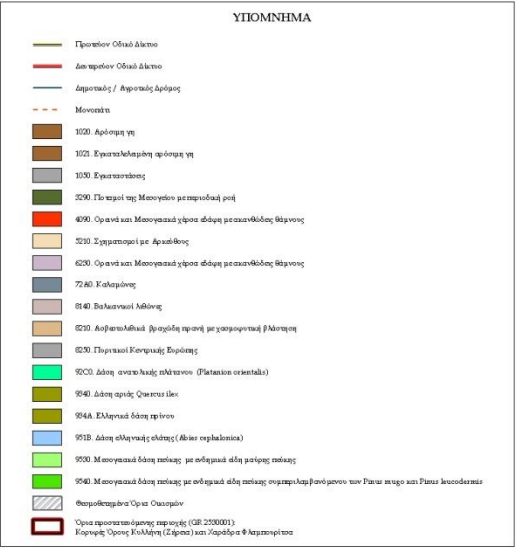 ΥΠΟΜΝΗΜΑ
Πρωτεύον Οδικό Δίκτυο
Δευτερεύον Οδικό Δίκτυο
Δημοτικός / Αγροτικός Δρόμος
Μονοπάτι
1020. Αρόσιμη γη
1021. Εγκαταλελειμένη αρόσιμη γη
1050. Εγκαταστάσεις
3290. Ποταμοί της Μεσογείου με περιοδική ροή
4090. Ορεινά και Μεσογειακά χέρσα εδάφη με ακανθώδεις θάμνους
5210. Σχηματισμοί με Αρκεύθους
6230. Ορεινά και Μεσογειακά χέρσα εδάφη με ακανθώδεις θάμνους
72A0. Καλαμώνες
8140. Βαλκανικοί λιθώνες
8210. Ασβεστολιθικά βραχώδη πρανή με χασμοφυτική βλάστηση
8250. Πυριτικοί Κεντρικής Ευρώπης
92C0. Δάση ανατολικής πλάτανου (Platanion orientalis)
9340. Δάση αριάς Quercus ilex
934A. Ελληνικά δάση πρίνου
951B. Δάση ελληνικής ελάτης (Abies cephalonica)
9530. Μεσογειακά δάση πεύκης με ενδημικά είδη μαύρης πεύκης
9540. Μεσογειακά δάση πεύκης με ενδημικά είδη πεύκης συμπεριλαμβανόμενου των Pinus mugo και Pinus leucodermis
Θεσμοθετημένα Όρια Οικισμών
Όρια προστατευόμενης περιοχής (GR 2530001):
Κορυφές Όρους Κυλλήνη (Ζήρεια) και Χαράδρα Φλαμπουρίτσα